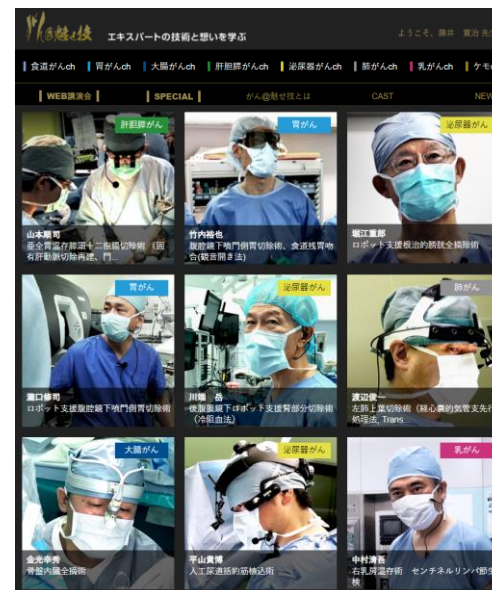 の魅せ技 エキスパートの技術と想いを学ぶ ようこそ、勝井 寛治 先生
食道がんch 胃がんch 大腸がんch 肝胆膵がんch 泌尿器がんch 肺がんch 乳がんch ケモ
WEB講演会 SPECIAL がん@魅せ技とは CAST NEW
肝胆膵がん
山本順司
亜全胃温存膵頭十二指腸切除術(固
有肝動脈切除再建、門...
胃がん
竹内裕也
腹腔鏡下噴門側胃切除術、食道残胃吻
合(観音開き法)
泌尿器がん
堀江重郎
ロボット支援根治的膀胱全摘除術
胃がん
瀧口修司
ロボット支援腹腔鏡下噴門側胃切除術
泌尿器がん
川端 岳
後腹膜鏡下ロボット支援腎部分切除術
(冷阻血法)
肺がん
渡辺俊一
左肺上葉切除術
処理法, Trans...
大腸がん
金光幸秀
骨盤内臓全摘術
泌尿器がん
平山貴博
人工尿道括約筋植込術
乳がん
中村清吾
右乳房温存術 センチネルリンパ節生
検